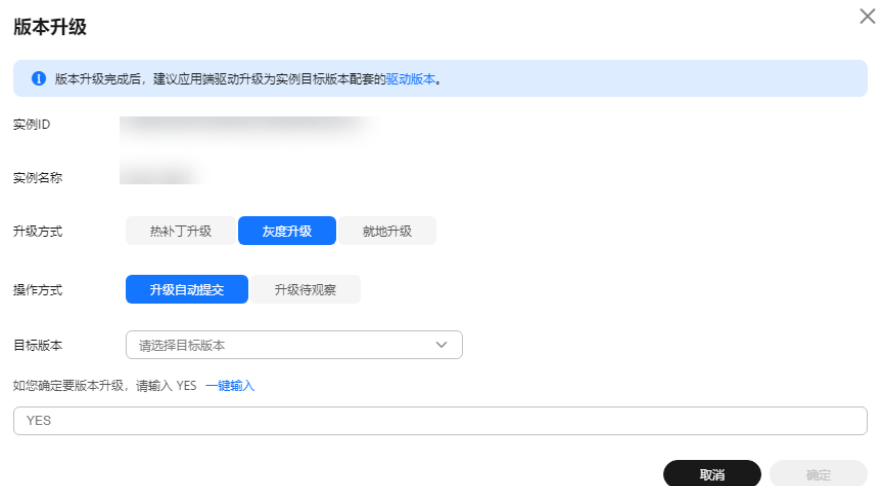 版本升级
版本升级完成后，建议应用端驱动升级为实例目标版本配套的驱动版本。
实例ID
实例名称
升级方式 热补丁升级 灰度升级 就地升级
操作方式 升级自动提交 升级待观察
目标版本 请选择目标版本
如您确定要版本升级，请输入 YES 一键输入
YES
取消 确定